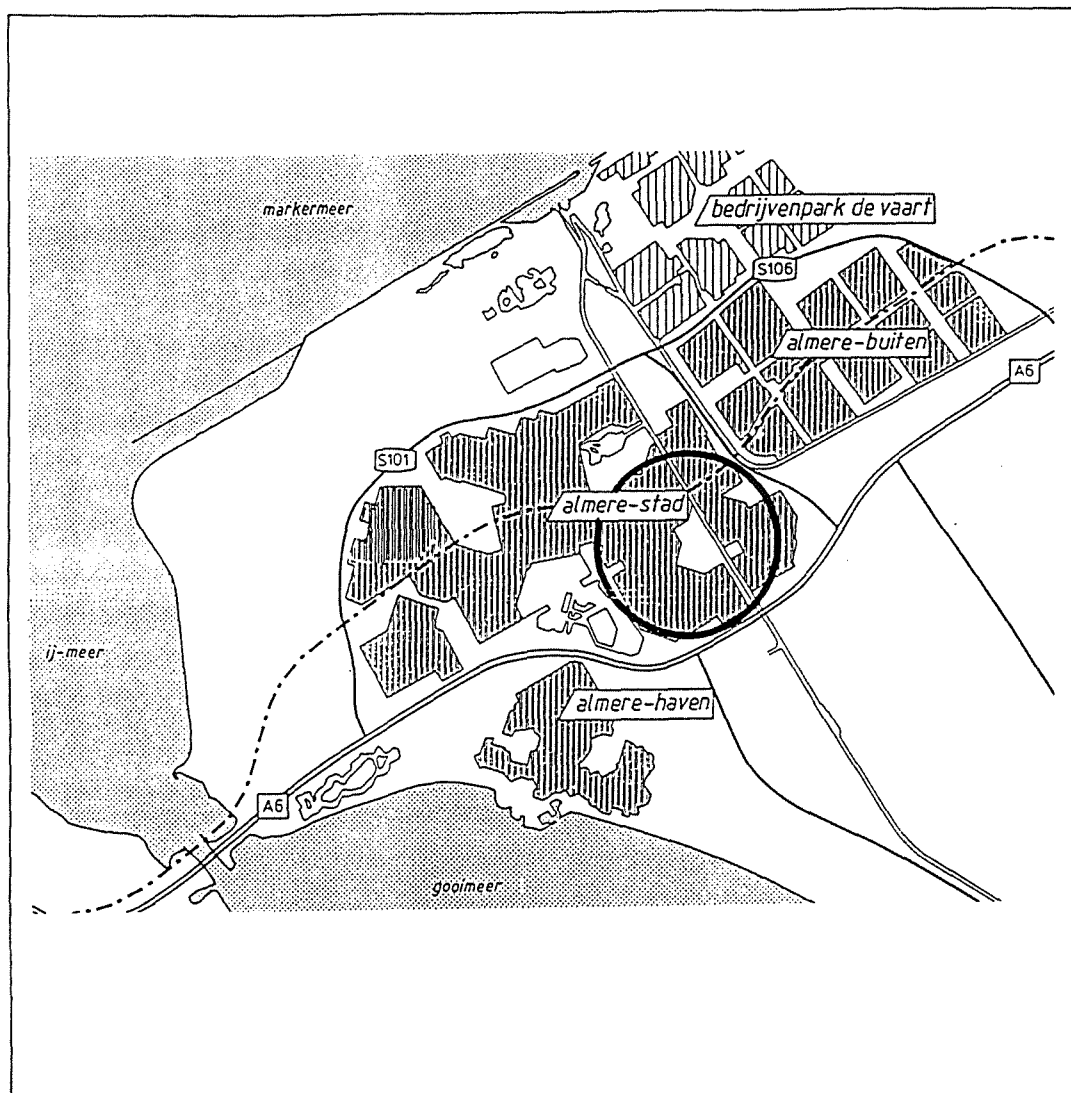 markermeer
bedrijvenpark de vaart
S106
almere-buiten
A6
S101
almere-stad
ij-meer
almere-haven
A6
gooimeer